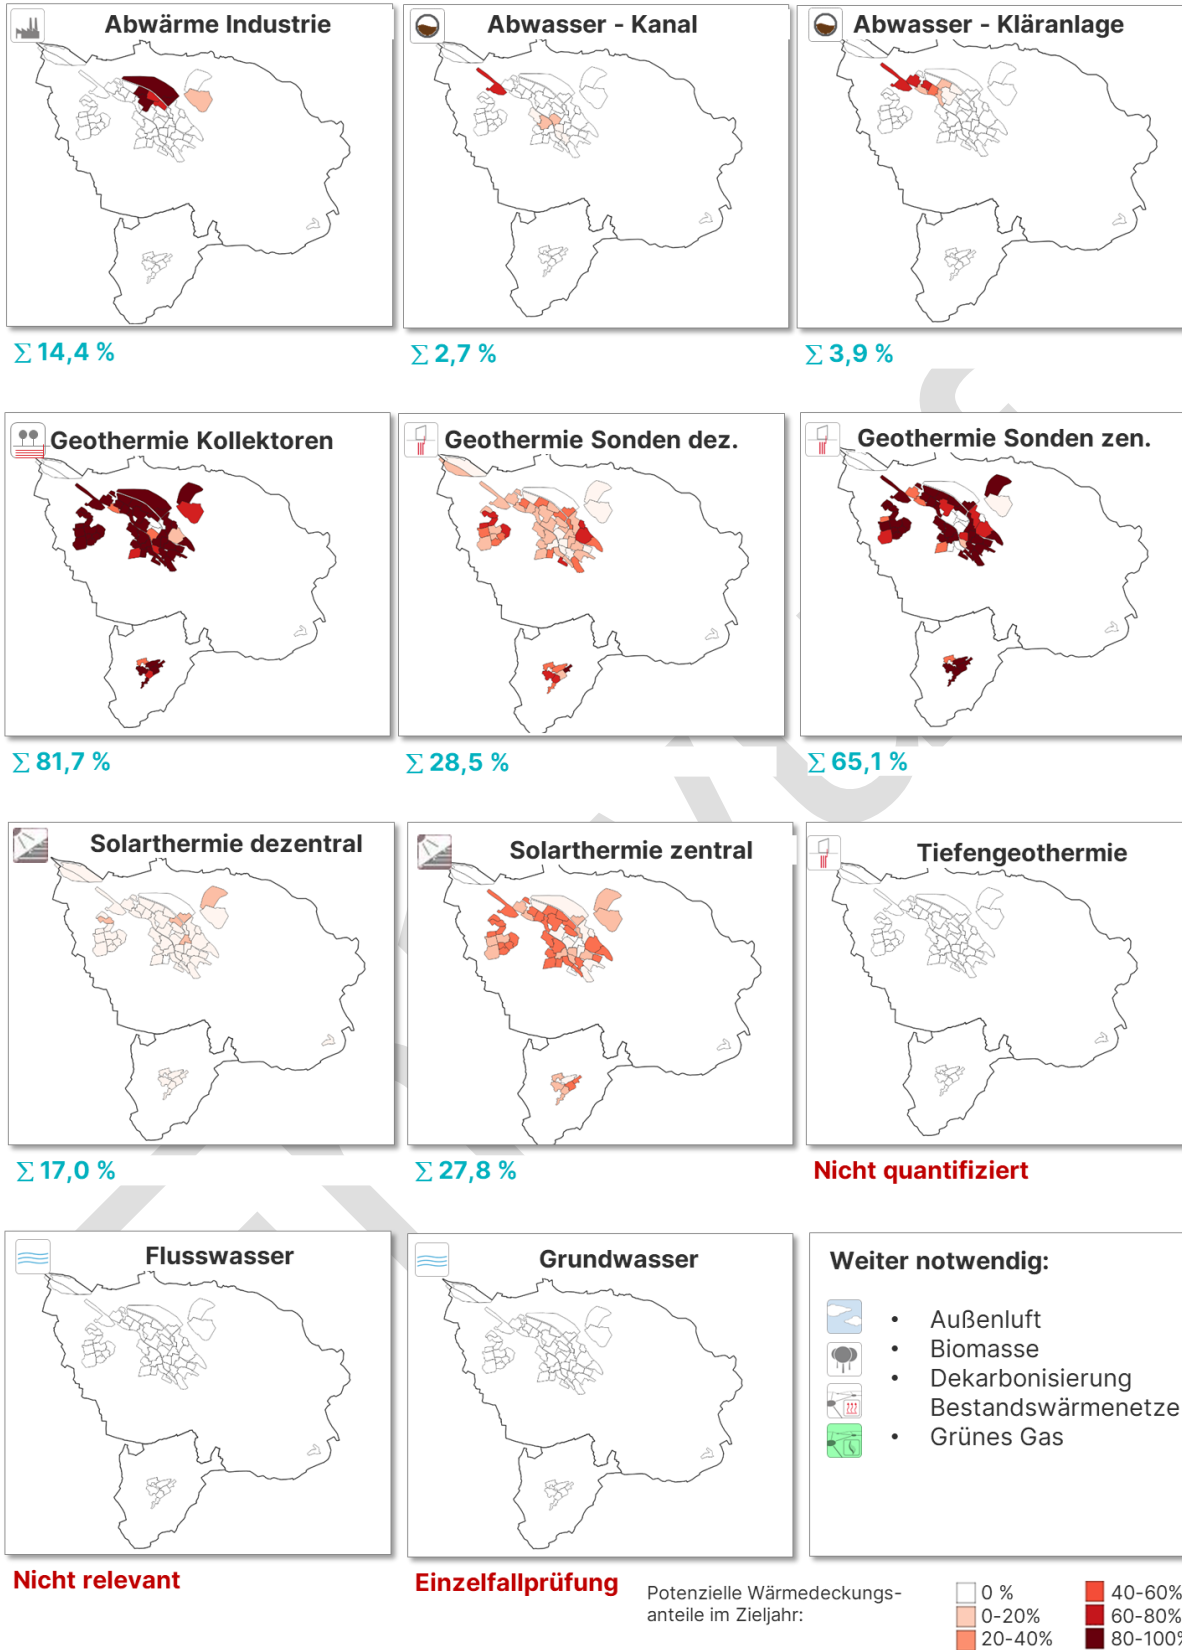 Abwärme Industrie
Abwasser - Kanal
Abwasser - Kläranlage
∑ 14,4 %
∑ 2,7 %
∑ 3,9 %
Geothermie Kollektoren
Geothermie Sonden dez.
Geothermie Sonden zen.
∑ 81,7 %
∑ 28,5 %
∑ 65,1 %
Solarthermie dezentral
Solarthermie zentral
Tiefengeothermie
∑ 17,0 %
∑ 27,8 %
Nicht quantifiziert
Flusswasser
Grundwasser
Weiter notwendig:
• Außenluft
• Biomasse
• Dekarbonisierung
Bestandswärmenetze
• Grünes Gas
Nicht relevant
Einzelfallprüfung
Potenzielle Wärmedeckungs-
anteile im Zieljahr:
0 %
0-20%
20-40%
40-60%
60-80%
80-100%